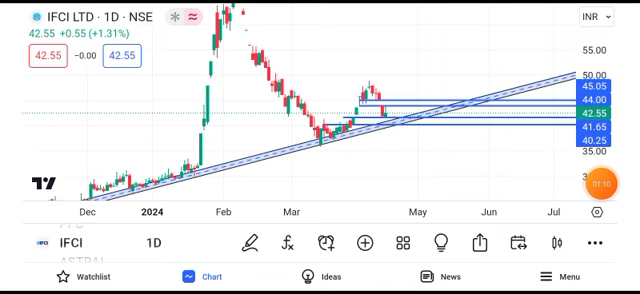 IFCI LTD · 1D · NSE
INR
42.55 +0.55 (+1.31%)
42.55 −0.00 42.55
55.00
50.00
45.05
44.00
42.55
41.65
40.25
35.00
01:10
Dec 2024 Feb Mar May Jun Jul
IFCI 1D
Watchlist Chart Ideas News Menu